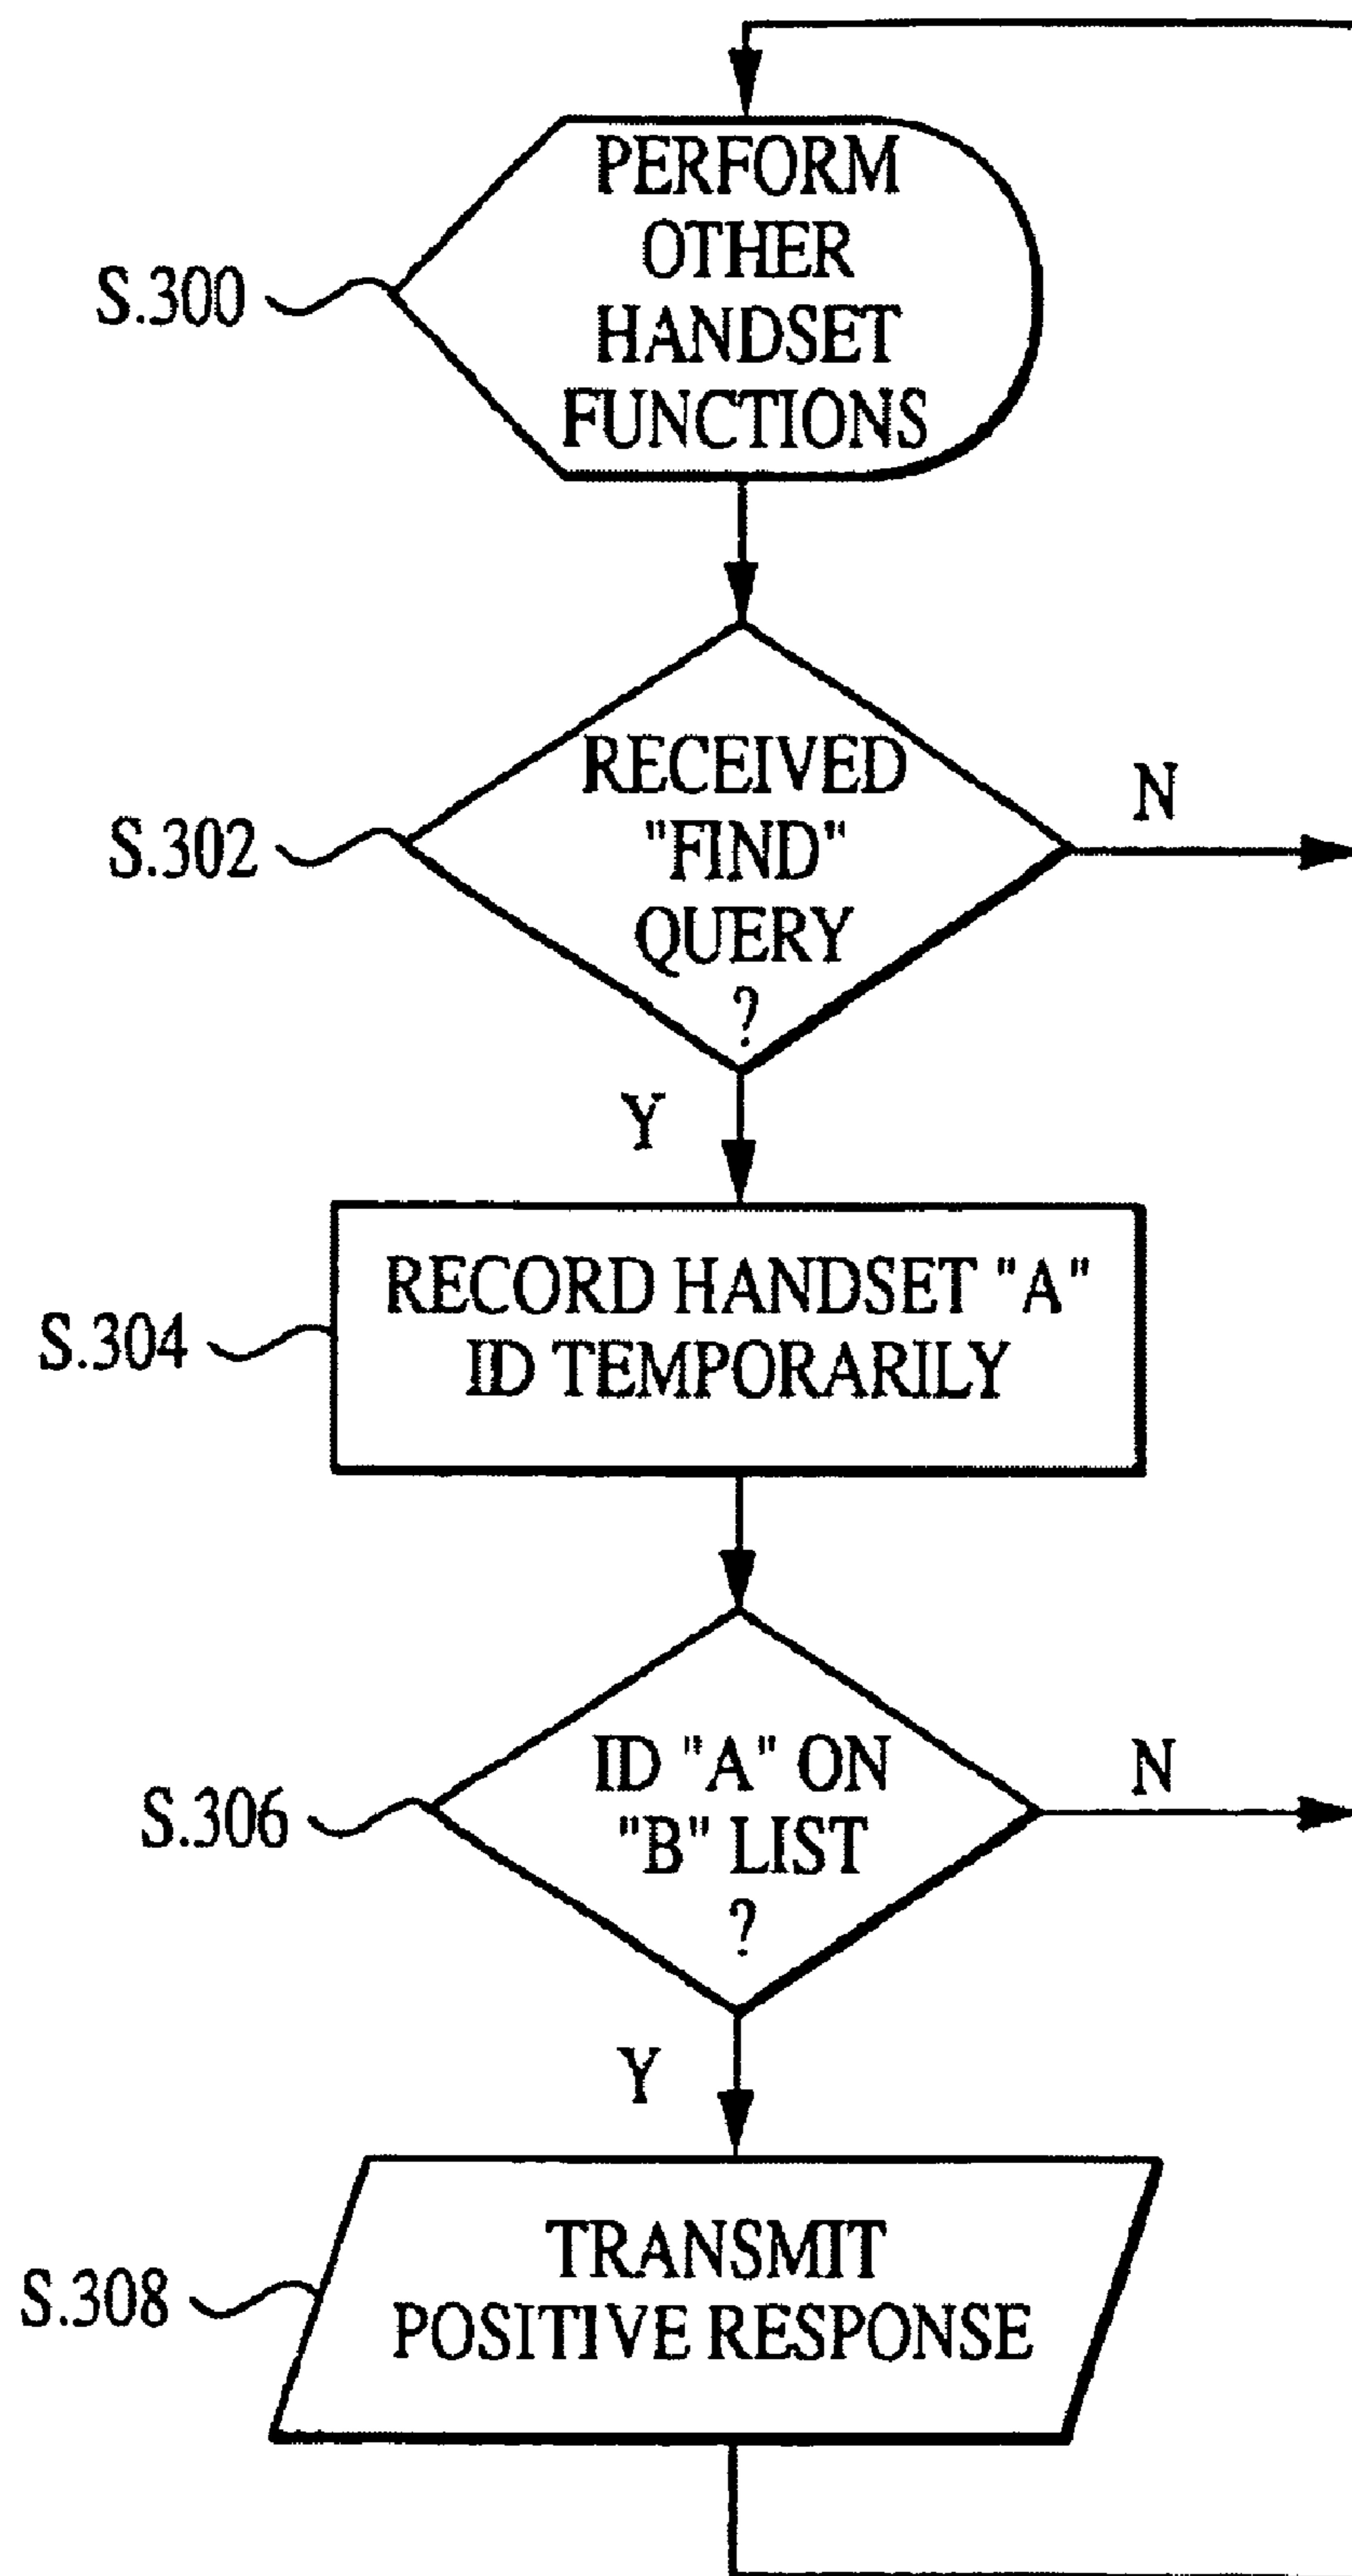 PERFORM
OTHER
HANDSET
FUNCTIONS
S.300
RECEIVED
"FIND"
QUERY
?
S.302
N
Y
RECORD HANDSET "A"
ID TEMPORARILY
S.304
ID "A" ON
"B" LIST
?
S.306
N
Y
TRANSMIT
POSITIVE RESPONSE
S.308